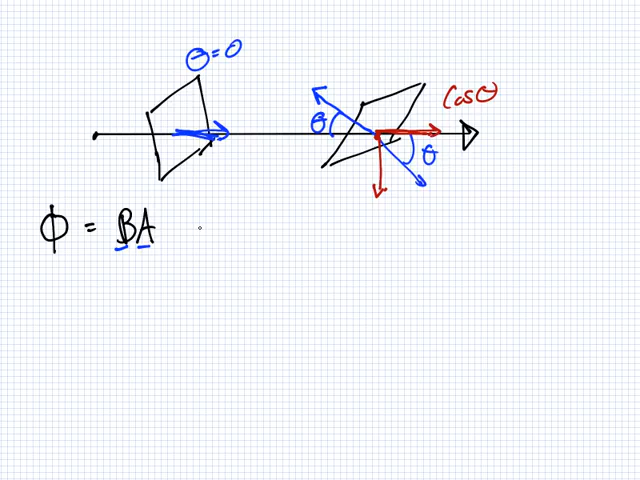 θ = 0
cosθ
θ
θ
Φ = BA